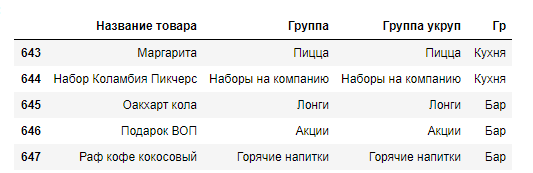 Название товара Группа Группа укруп Гр
643 Маргарита Пицца Пицца Кухня
644 Набор Коламбия Пикчерс Наборы на компанию Наборы на компанию Кухня
645 Оакхарт кола Лонги Лонги Бар
646 Подарок ВОП Акции Акции Бар
647 Раф кофе кокосовый Горячие напитки Горячие напитки Бар